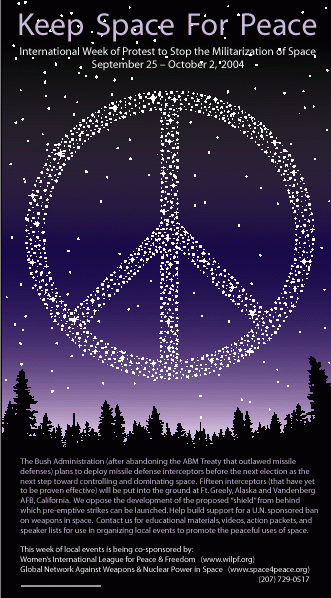 Keep Space For Peace
International Week of Protest to Stop the Militarization of Space
September 25 – October 2, 2004
The Bush Administration (after abandoning the ABM Treaty that outlawed missile
defenses) plans to deploy missile defense interceptors before the next election as the
next step toward controlling and dominating space. Fifteen interceptors (that have yet
to be proven effective) will be put into the ground at Ft. Greely, Alaska and Vandenberg
AFB, California. We oppose the development of the proposed "shield" from behind
which pre-emptive strikes can be launched. Help build support for a U.N. sponsored ban
on weapons in space. Contact us for educational materials, videos, action packets, and
speaker lists for use in organizing local events to promote the peaceful uses of space.
This week of local events is being co-sponsored by:
Women's International League for Peace & Freedom (www.wilpf.org)
Global Network Against Weapons & Nuclear Power in Space (www.space4peace.org)
(207) 729-0517